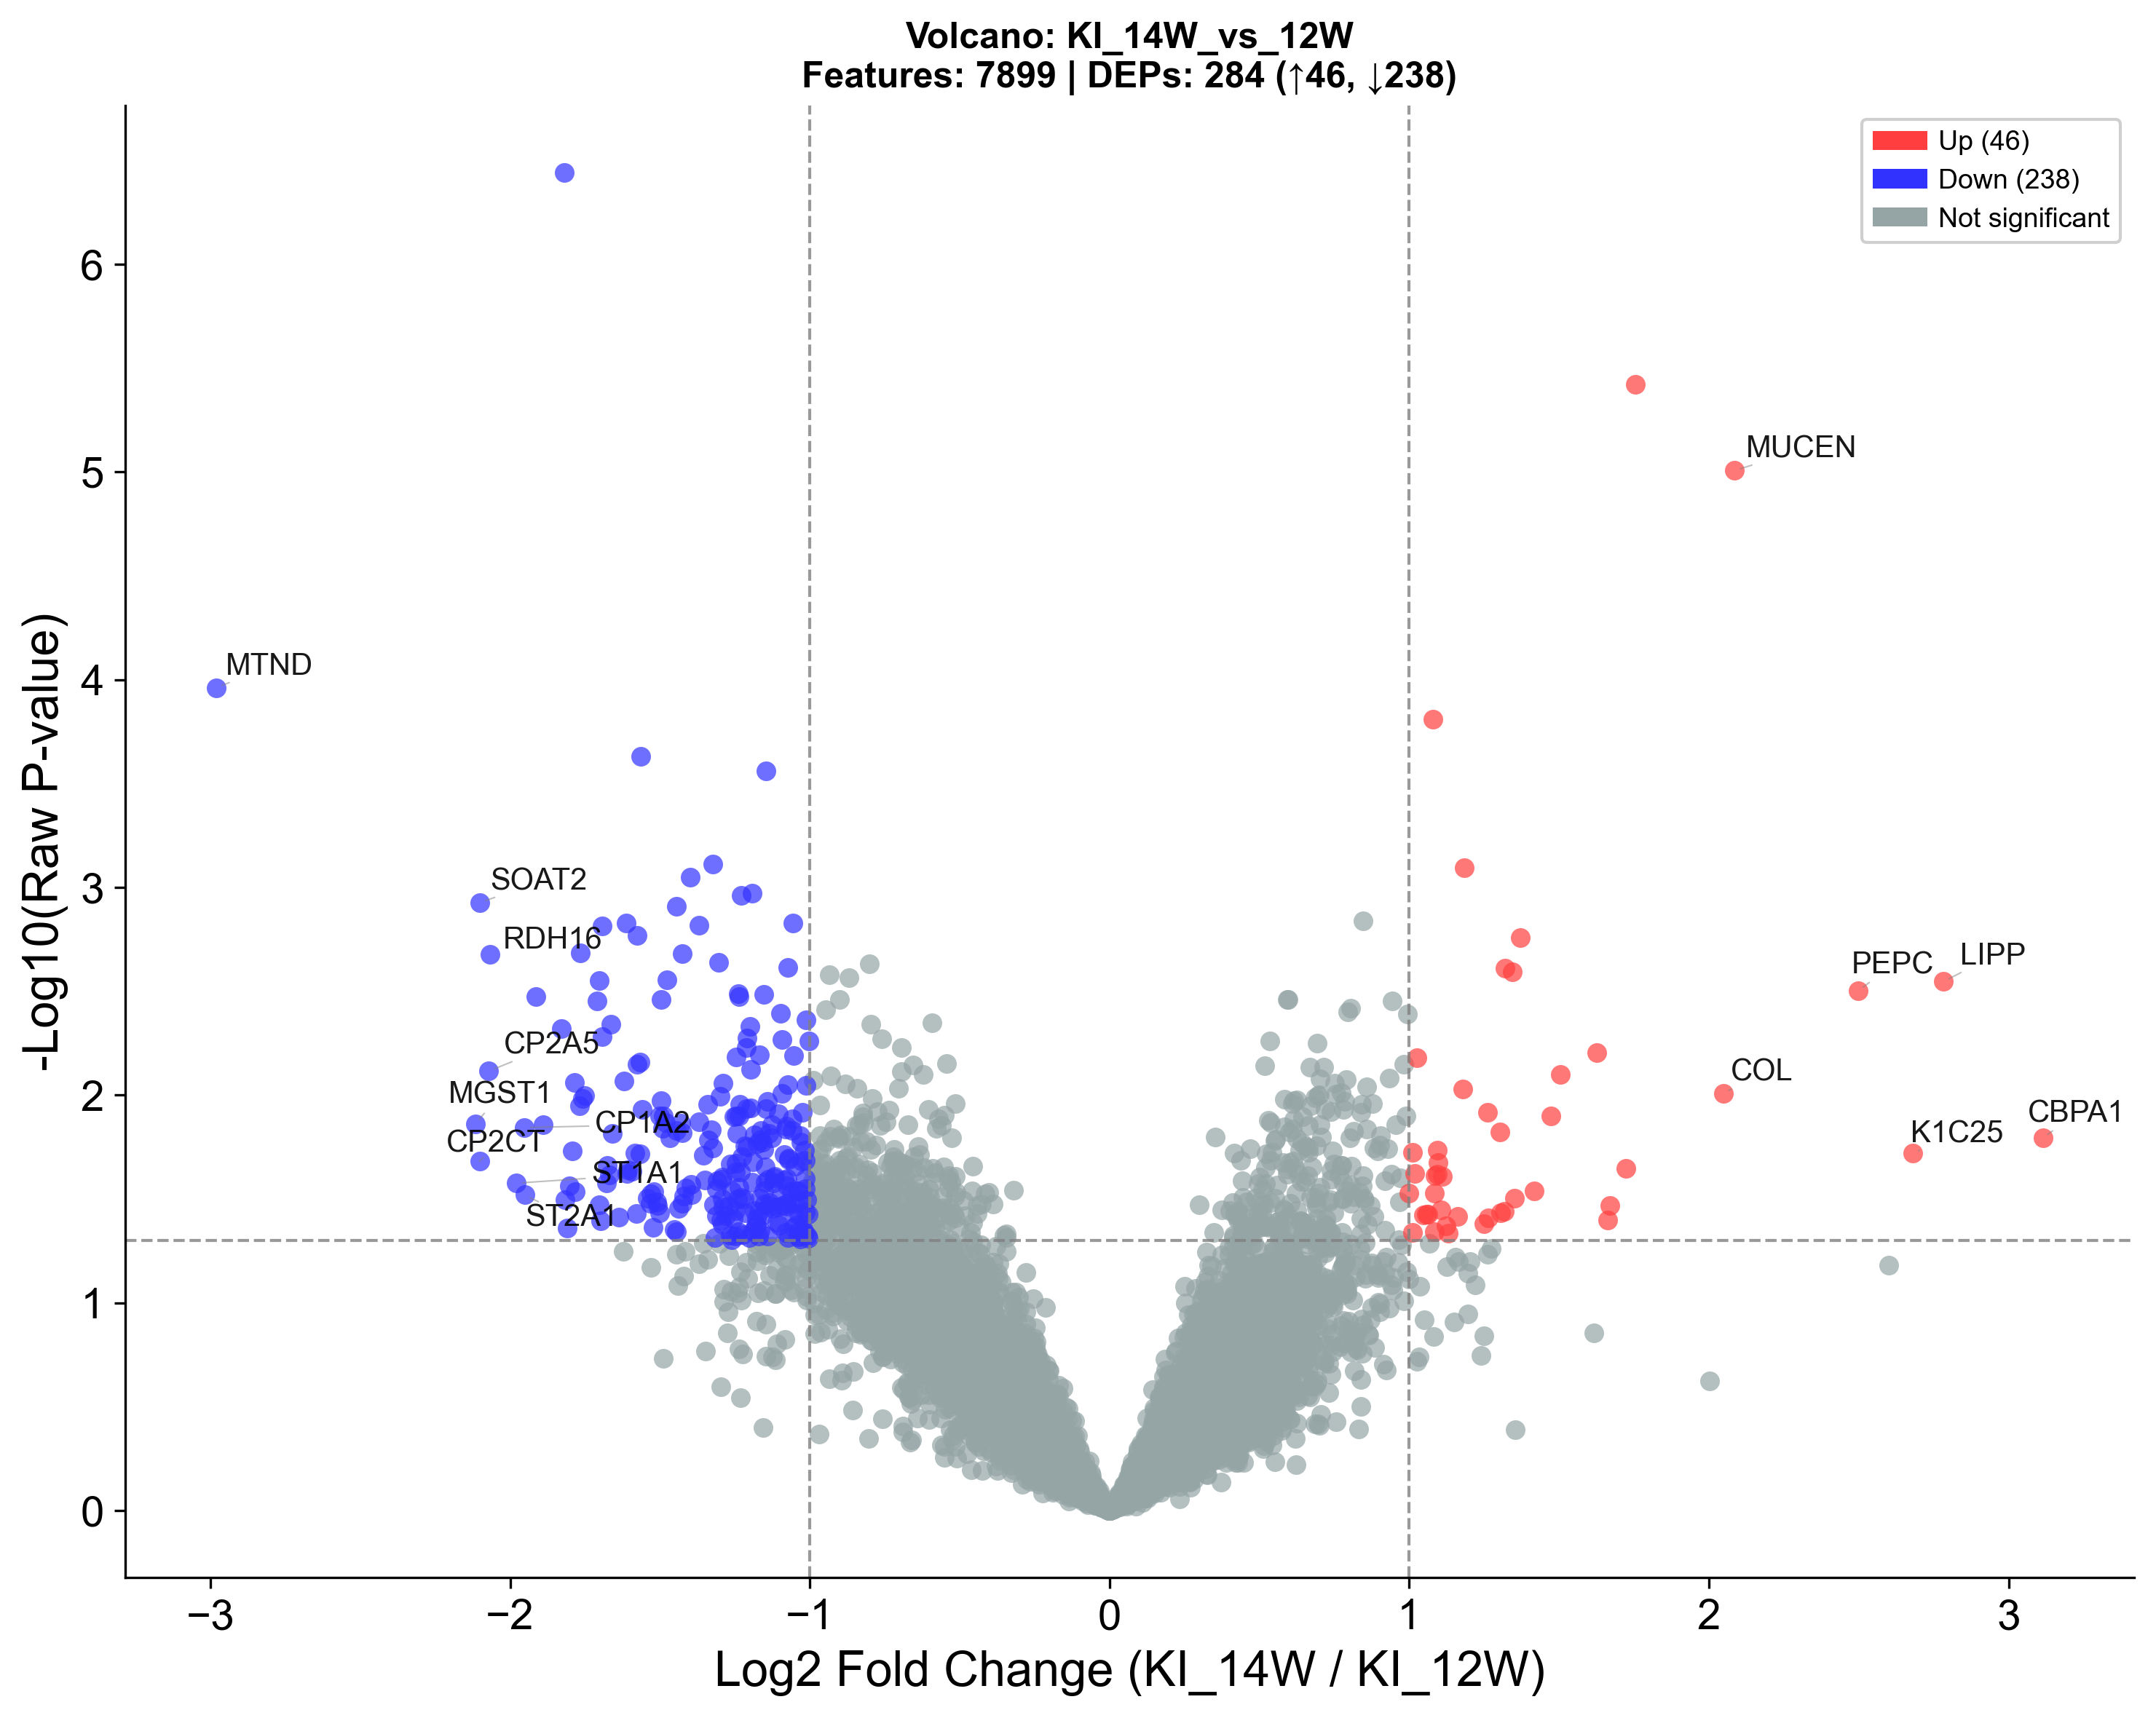 Volcano: KI_14W_vs_12W
Features: 7899 | DEPs: 284 (↑46, ↓238)
Up (46)
Down (238)
Not significant
-Log10(Raw P-value)
6
5
4
3
2
1
0
MUCEN
MTND
SOAT2
RDH16
PEPC
LIPP
CP2A5
COL
MGST1
CBPA1
CP1A2
K1C25
CP2CT
ST1A1
ST2A1
−3
−2
−1
0
1
2
3
Log2 Fold Change (KI_14W / KI_12W)